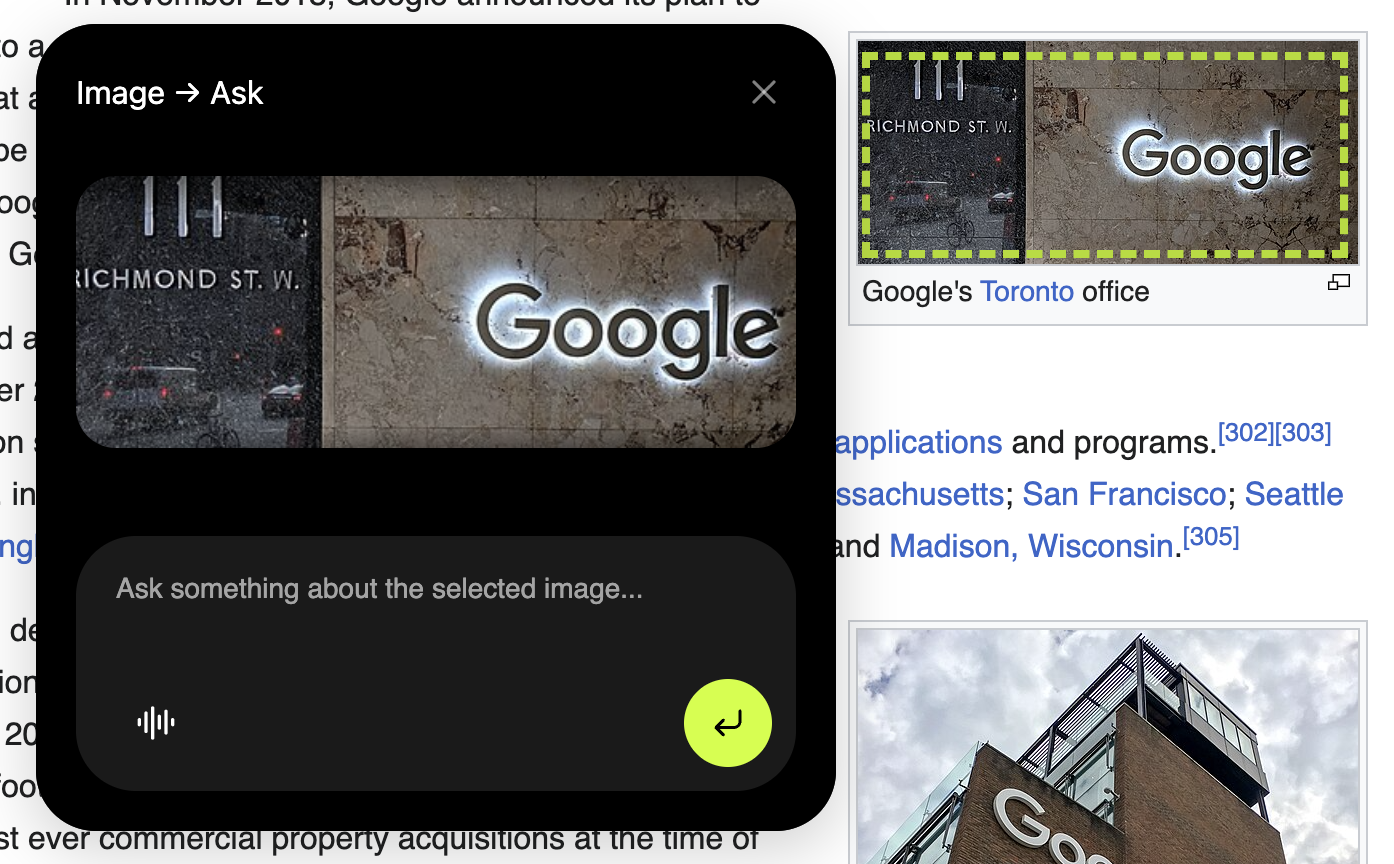 In November 2018, Google announced its plan to
to a
Image → Ask
at a
be
111
RICHMOND ST. W.
Google
Google's Toronto office
111
RICHMOND ST. W.
Google
d a
er
applications and programs.[302][303]
on s
in
ssachusetts; San Francisco; Seattle
and Madison, Wisconsin.[305]
Ask something about the selected image...
de
ion
20
foo
st ever commercial property acquisitions at the time of
Goo